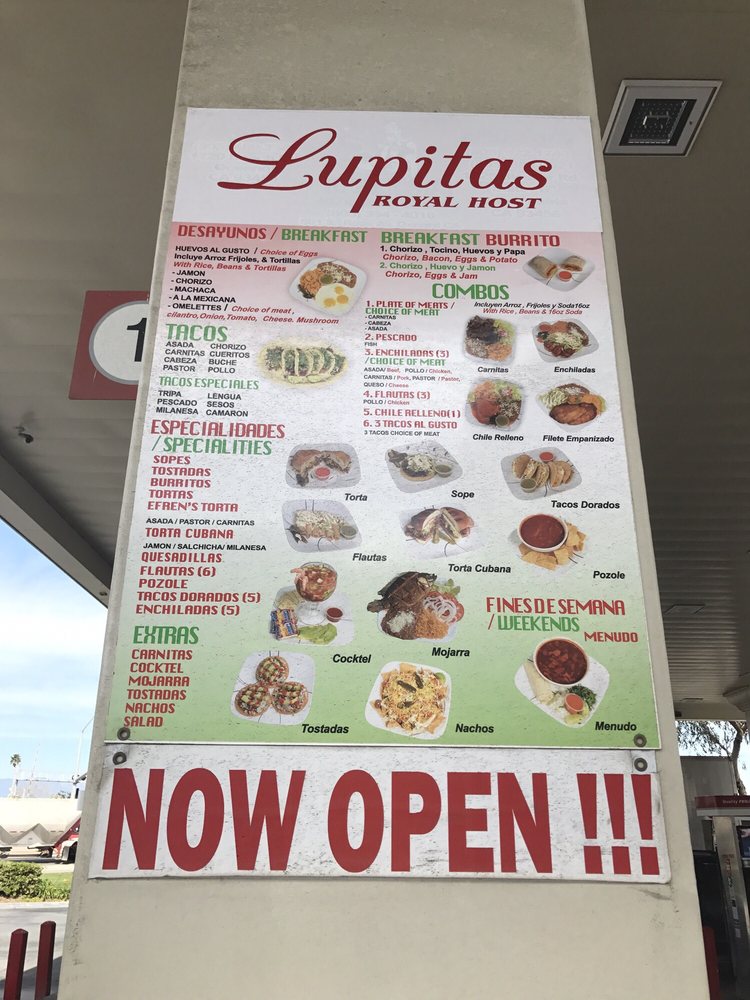 Lupitas
ROYAL HOST
DESAYUNOS / BREAKFAST
HUEVOS AL GUSTO / Choice of Eggs
Incluye Arroz Frijoles, & Tortillas
With Rice, Beans & Tortillas
- JAMON
- CHORIZO
- MACHACA
- A LA MEXICANA
- OMELETTES / Choice of meat,
cilantro,Onion,Tomato, Cheese. Mushroom
TACOS
ASADA CHORIZO
CARNITAS CUERITOS
CABEZA BUCHE
PASTOR POLLO
TACOS ESPECIALES
TRIPA LENGUA
PESCADO SESOS
MILANESA CAMARON
ESPECIALIDADES
/ SPECIALITIES
SOPES
TOSTADAS
BURRITOS
TORTAS
EFREN'S TORTA
ASADA / PASTOR / CARNITAS
TORTA CUBANA
JAMON / SALCHICHA/ MILANESA
QUESADILLAS
FLAUTAS (6)
POZOLE
TACOS DORADOS (5)
ENCHILADAS (5)
EXTRAS
CARNITAS
COCKTEL
MOJARRA
TOSTADAS
NACHOS
SALAD
BREAKFAST BURRITO
1. Chorizo , Tocino, Huevos y Papa
Chorizo, Bacon, Eggs & Potato
2. Chorizo , Huevo y Jamon
Chorizo, Eggs & Jam
COMBOS
1. PLATE OF MEATS /
CHOICE OF MEAT
- CARNITAS
- CABEZA
- ASADA
2. PESCADO
FISH
3. ENCHILADAS (3)
/CHOICE OF MEAT
ASADA/ Beef, POLLO / Chicken,
CARNITAS / Pork, PASTOR / Pastor,
QUESO / Cheese
4. FLAUTAS (3)
POLLO / Chicken
5. CHILE RELLENO(1)
6. 3 TACOS AL GUSTO
3 TACOS CHOICE OF MEAT
Incluyen Arroz , Frijoles y Soda16oz
With Rice , Beans & 16oz Soda
Carnitas
Enchiladas
Chile Relleno
Filete Empanizado
Torta
Sope
Tacos Dorados
Flautas
Torta Cubana
Pozole
Cocktel
Mojarra
FINES DE SEMANA
/ WEEKENDS
MENUDO
Tostadas
Nachos
Menudo
NOW OPEN !!!
1